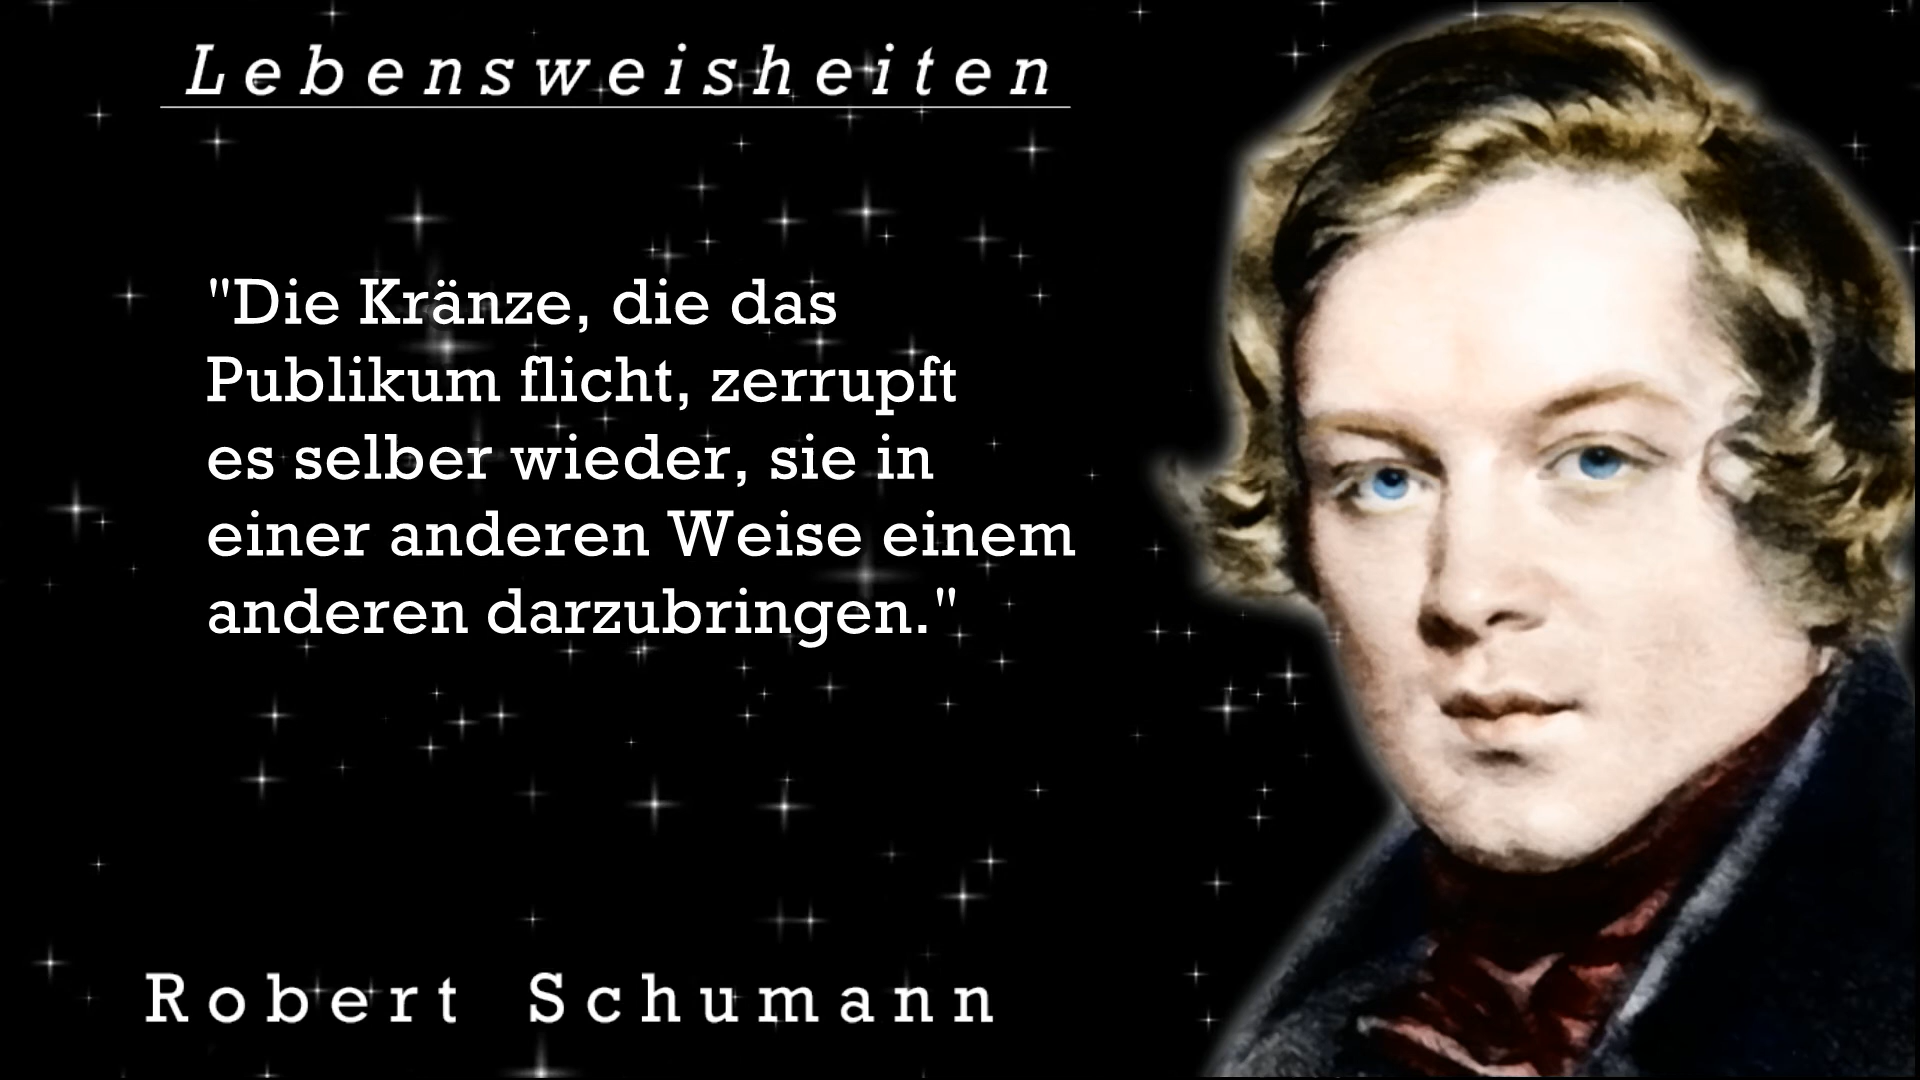 Lebensweisheiten
"Die Kränze, die das
Publikum flicht, zerrupft
es selber wieder, sie in
einer anderen Weise einem
anderen darzubringen."
Robert Schumann